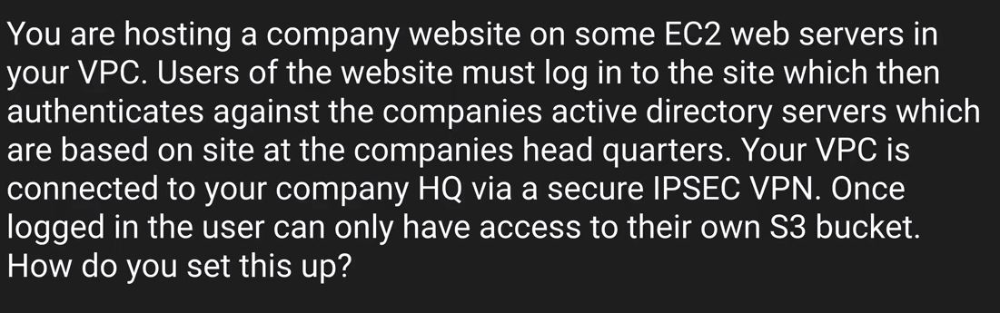 You are hosting a company website on some EC2 web servers in
your VPC. Users of the website must log in to the site which then
authenticates against the companies active directory servers which
are based on site at the companies head quarters. Your VPC is
connected to your company HQ via a secure IPSEC VPN. Once
logged in the user can only have access to their own S3 bucket.
How do you set this up?